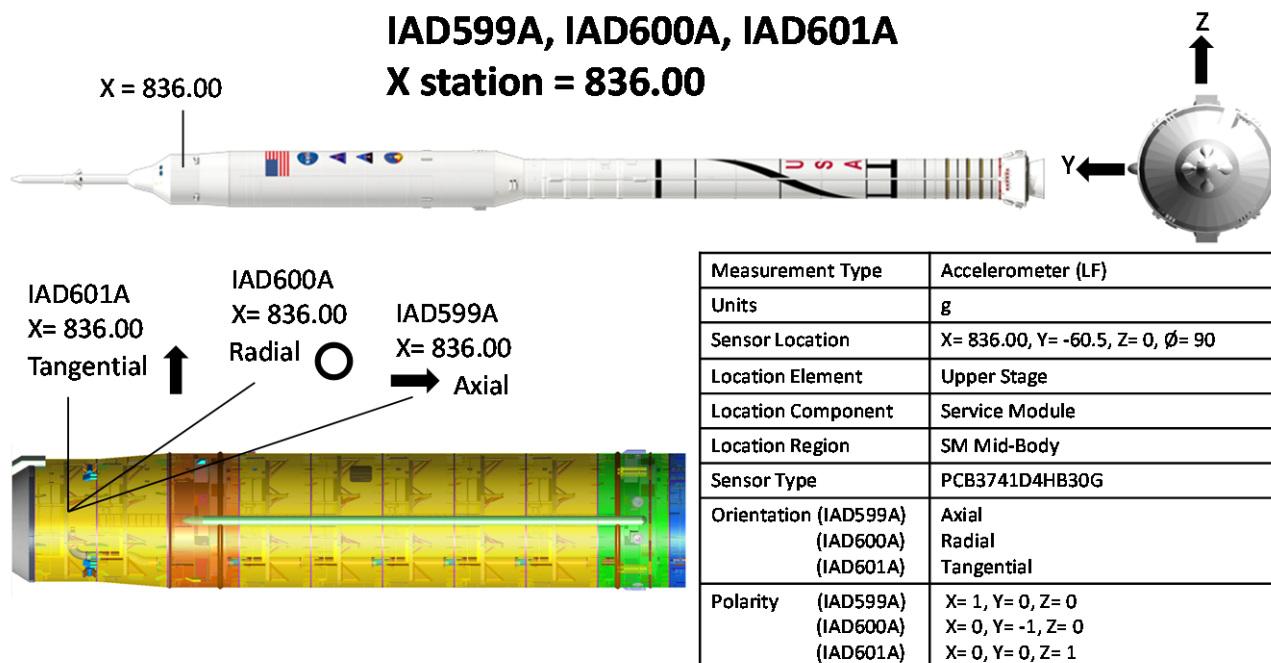 IAD599A, IAD600A, IAD601A
X station = 836.00
X = 836.00
U S A
Z
Y
IAD601A
X= 836.00
Tangential
IAD600A
X= 836.00
Radial
IAD599A
X= 836.00
Axial
Measurement Type Accelerometer (LF)
Units g
Sensor Location X= 836.00, Y= -60.5, Z= 0, Ø= 90
Location Element Upper Stage
Location Component Service Module
Location Region SM Mid-Body
Sensor Type PCB3741D4HB30G
Orientation (IAD599A) Axial
(IAD600A) Radial
(IAD601A) Tangential
Polarity (IAD599A) X= 1, Y= 0, Z= 0
(IAD600A) X= 0, Y= -1, Z= 0
(IAD601A) X= 0, Y= 0, Z= 1